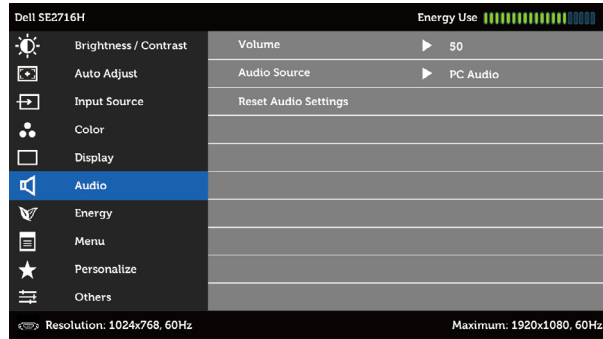 Dell SE2716H Energy Use
Brightness / Contrast Volume 50
Auto Adjust Audio Source PC Audio
Input Source Reset Audio Settings
Color
Display
Audio
Energy
Menu
Personalize
Others
Resolution: 1024x768, 60Hz Maximum: 1920x1080, 60Hz